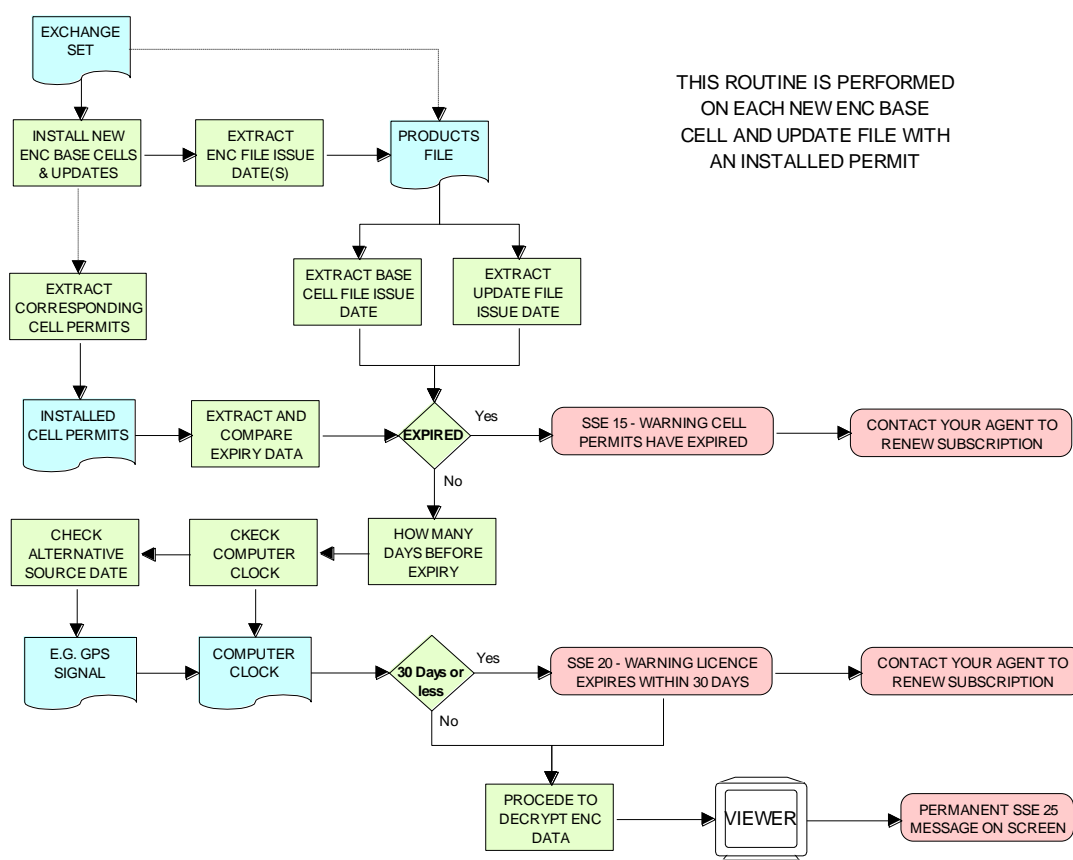 EXCHANGE
SET
THIS ROUTINE IS PERFORMED
ON EACH NEW ENC BASE
CELL AND UPDATE FILE WITH
AN INSTALLED PERMIT
INSTALL NEW
ENC BASE CELLS
& UPDATES
EXTRACT
ENC FILE ISSUE
DATE(S)
PRODUCTS
FILE
EXTRACT
CORRESPONDING
CELL PERMITS
EXTRACT BASE
CELL FILE ISSUE
DATE
EXTRACT
UPDATE FILE
ISSUE DATE
INSTALLED
CELL PERMITS
EXTRACT AND
COMPARE
EXPIRY DATA
EXPIRED
Yes
SSE 15 - WARNING CELL
PERMITS HAVE EXPIRED
CONTACT YOUR AGENT TO
RENEW SUBSCRIPTION
No
CHECK
ALTERNATIVE
SOURCE DATE
CKECK
COMPUTER
CLOCK
HOW MANY
DAYS BEFORE
EXPIRY
E.G. GPS
SIGNAL
COMPUTER
CLOCK
30 Days or
less
Yes
SSE 20 - WARNING LICENCE
EXPIRES WITHIN 30 DAYS
CONTACT YOUR AGENT TO
RENEW SUBSCRIPTION
No
PROCEDE TO
DECRYPT ENC
DATA
VIEWER
PERMANENT SSE 25
MESSAGE ON SCREEN